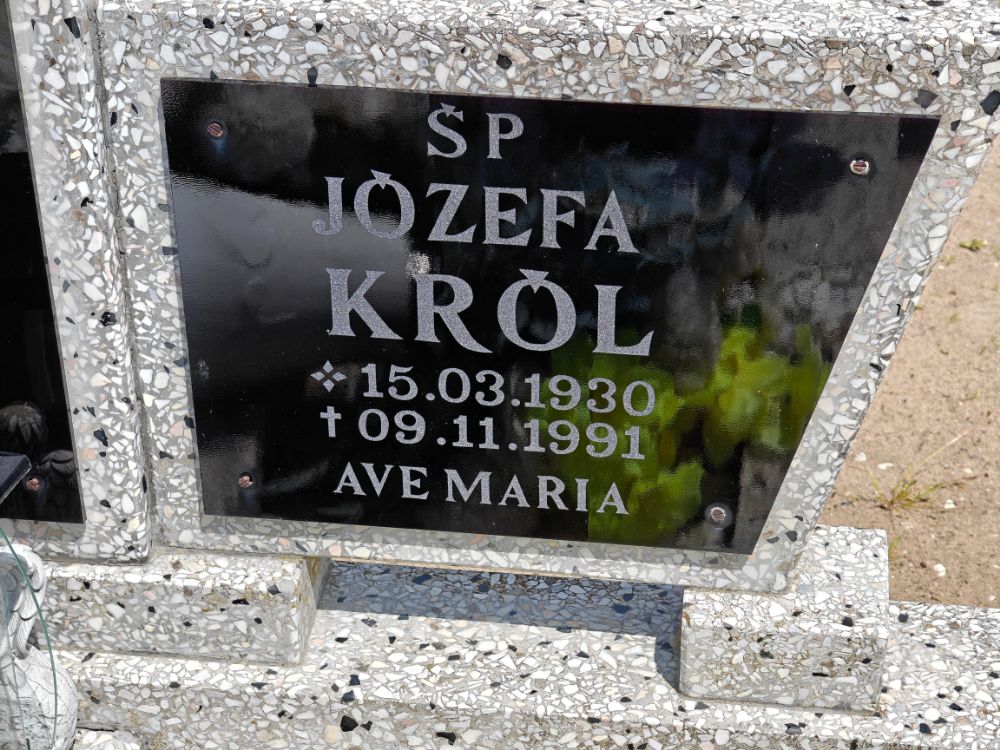 ŚP
JÓZEFA
KRÓL
15.03.1930
✝ 09.11.1991
AVE MARIA